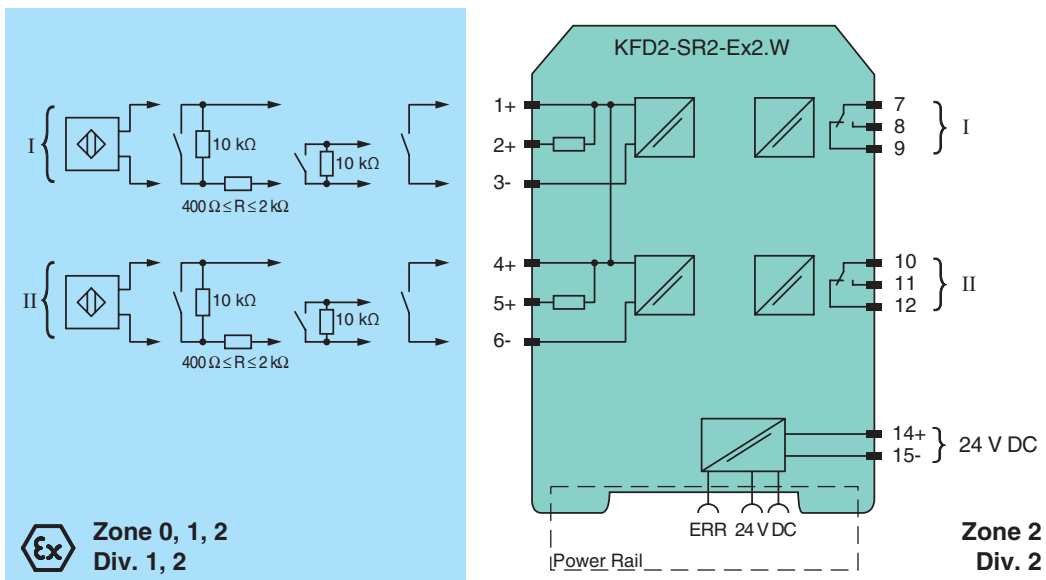 KFD2-SR2-Ex2.W
I
10 kΩ
10 kΩ
400 Ω ≤ R ≤ 2 kΩ
1+
2+
3-
7
8
9
I
II
10 kΩ
10 kΩ
400 Ω ≤ R ≤ 2 kΩ
4+
5+
6-
10
11
12
II
14+
15-
24 V DC
ERR 24 V DC
Power Rail
Ex
Zone 0, 1, 2
Div. 1, 2
Zone 2
Div. 2